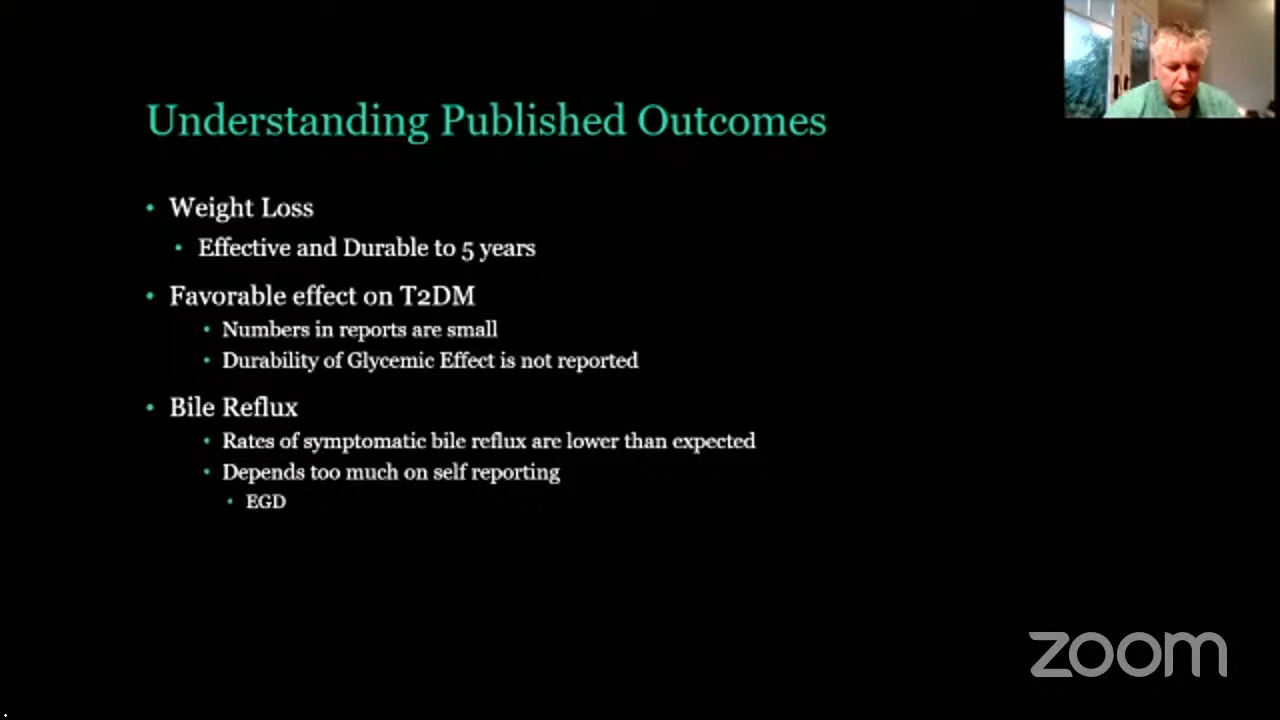 Understanding Published Outcomes
• Weight Loss
• Effective and Durable to 5 years
• Favorable effect on T2DM
• Numbers in reports are small
• Durability of Glycemic Effect is not reported
• Bile Reflux
• Rates of symptomatic bile reflux are lower than expected
• Depends too much on self reporting
• EGD
zoom